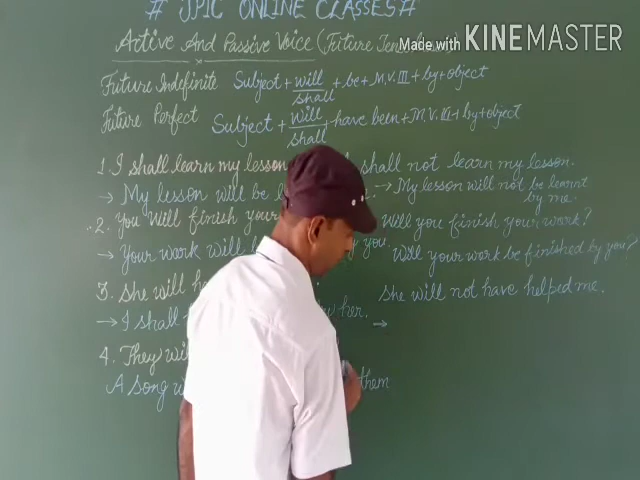 # JPIC ONLINE CLASSES #
Active And Passive Voice (Future Ten
Made with KINEMASTER
Future Indefinite Subject + will/shall + be + M.V. III + by + object
Future Perfect Subject + will/shall + have been + M.V. III + by + object
1. I shall learn my lesson shall not learn my lesson.
→ My lesson will be → My lesson will not be learnt by me.
2. You will finish your Will you finish your work?
→ Your work will by you. Will your work be finished by you?
3. She will her. She will not have helped me.
→ I shall →
4. They
A song them